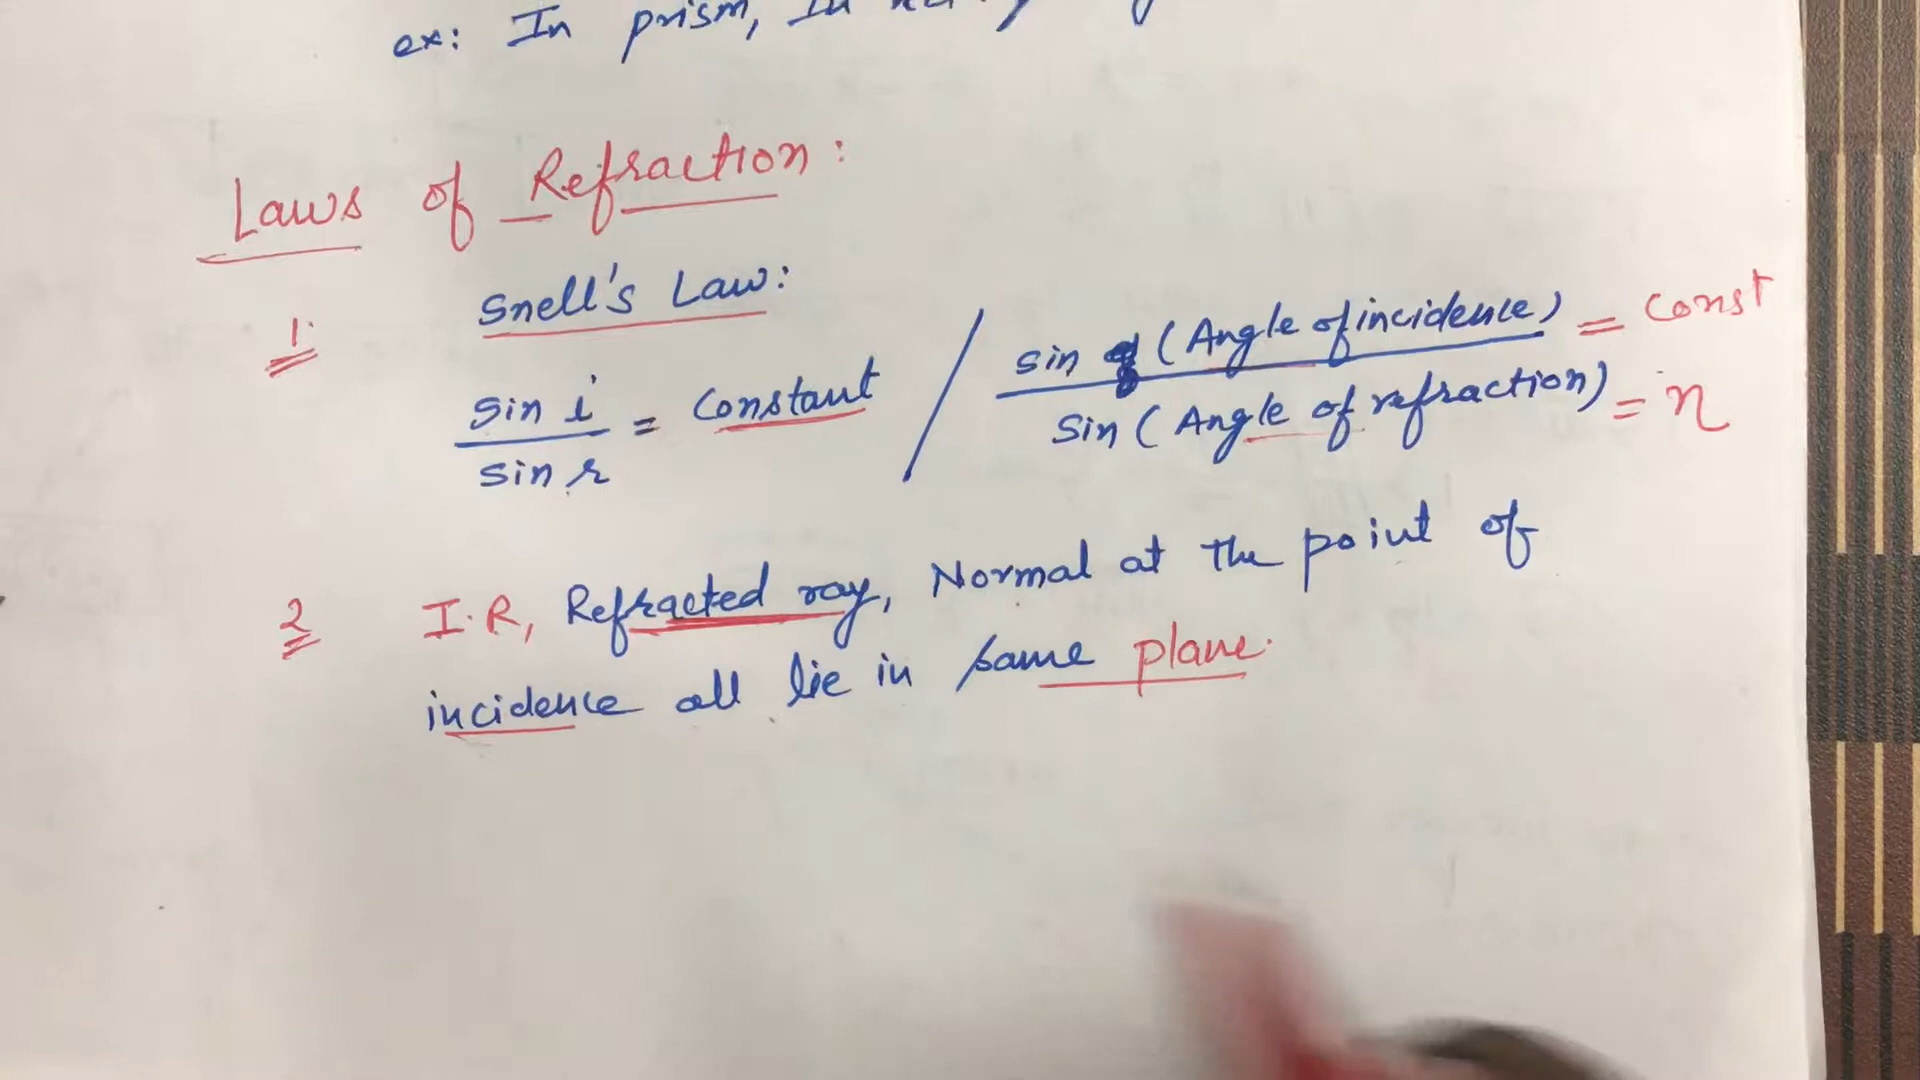 ex: In prism, In
Laws of Refraction:
1. Snell's Law:
sin i / sin r = Constant / sin (Angle of incidence) / sin (Angle of refraction) = const = n
2 I.R, Refracted ray, Normal at the point of
incidence all lie in same plane.